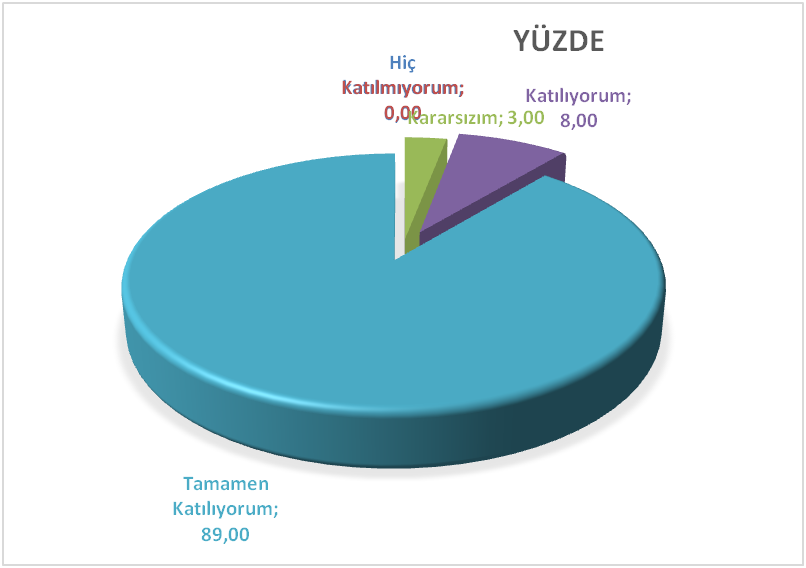 YÜZDE
Hiç
Katılmıyorum;
0,00
Kararsızım; 3,00
Katılıyorum;
8,00
Tamamen
Katılıyorum;
89,00